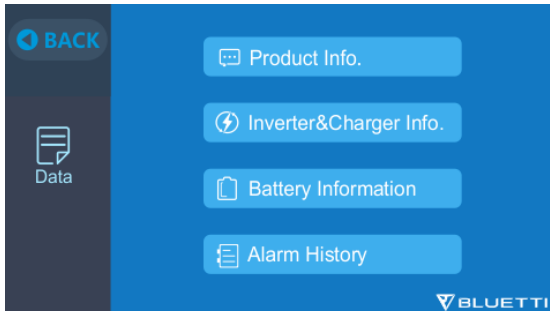 BACK
Data
Product Info.
Inverter&Charger Info.
Battery Information
Alarm History
BLUETTI